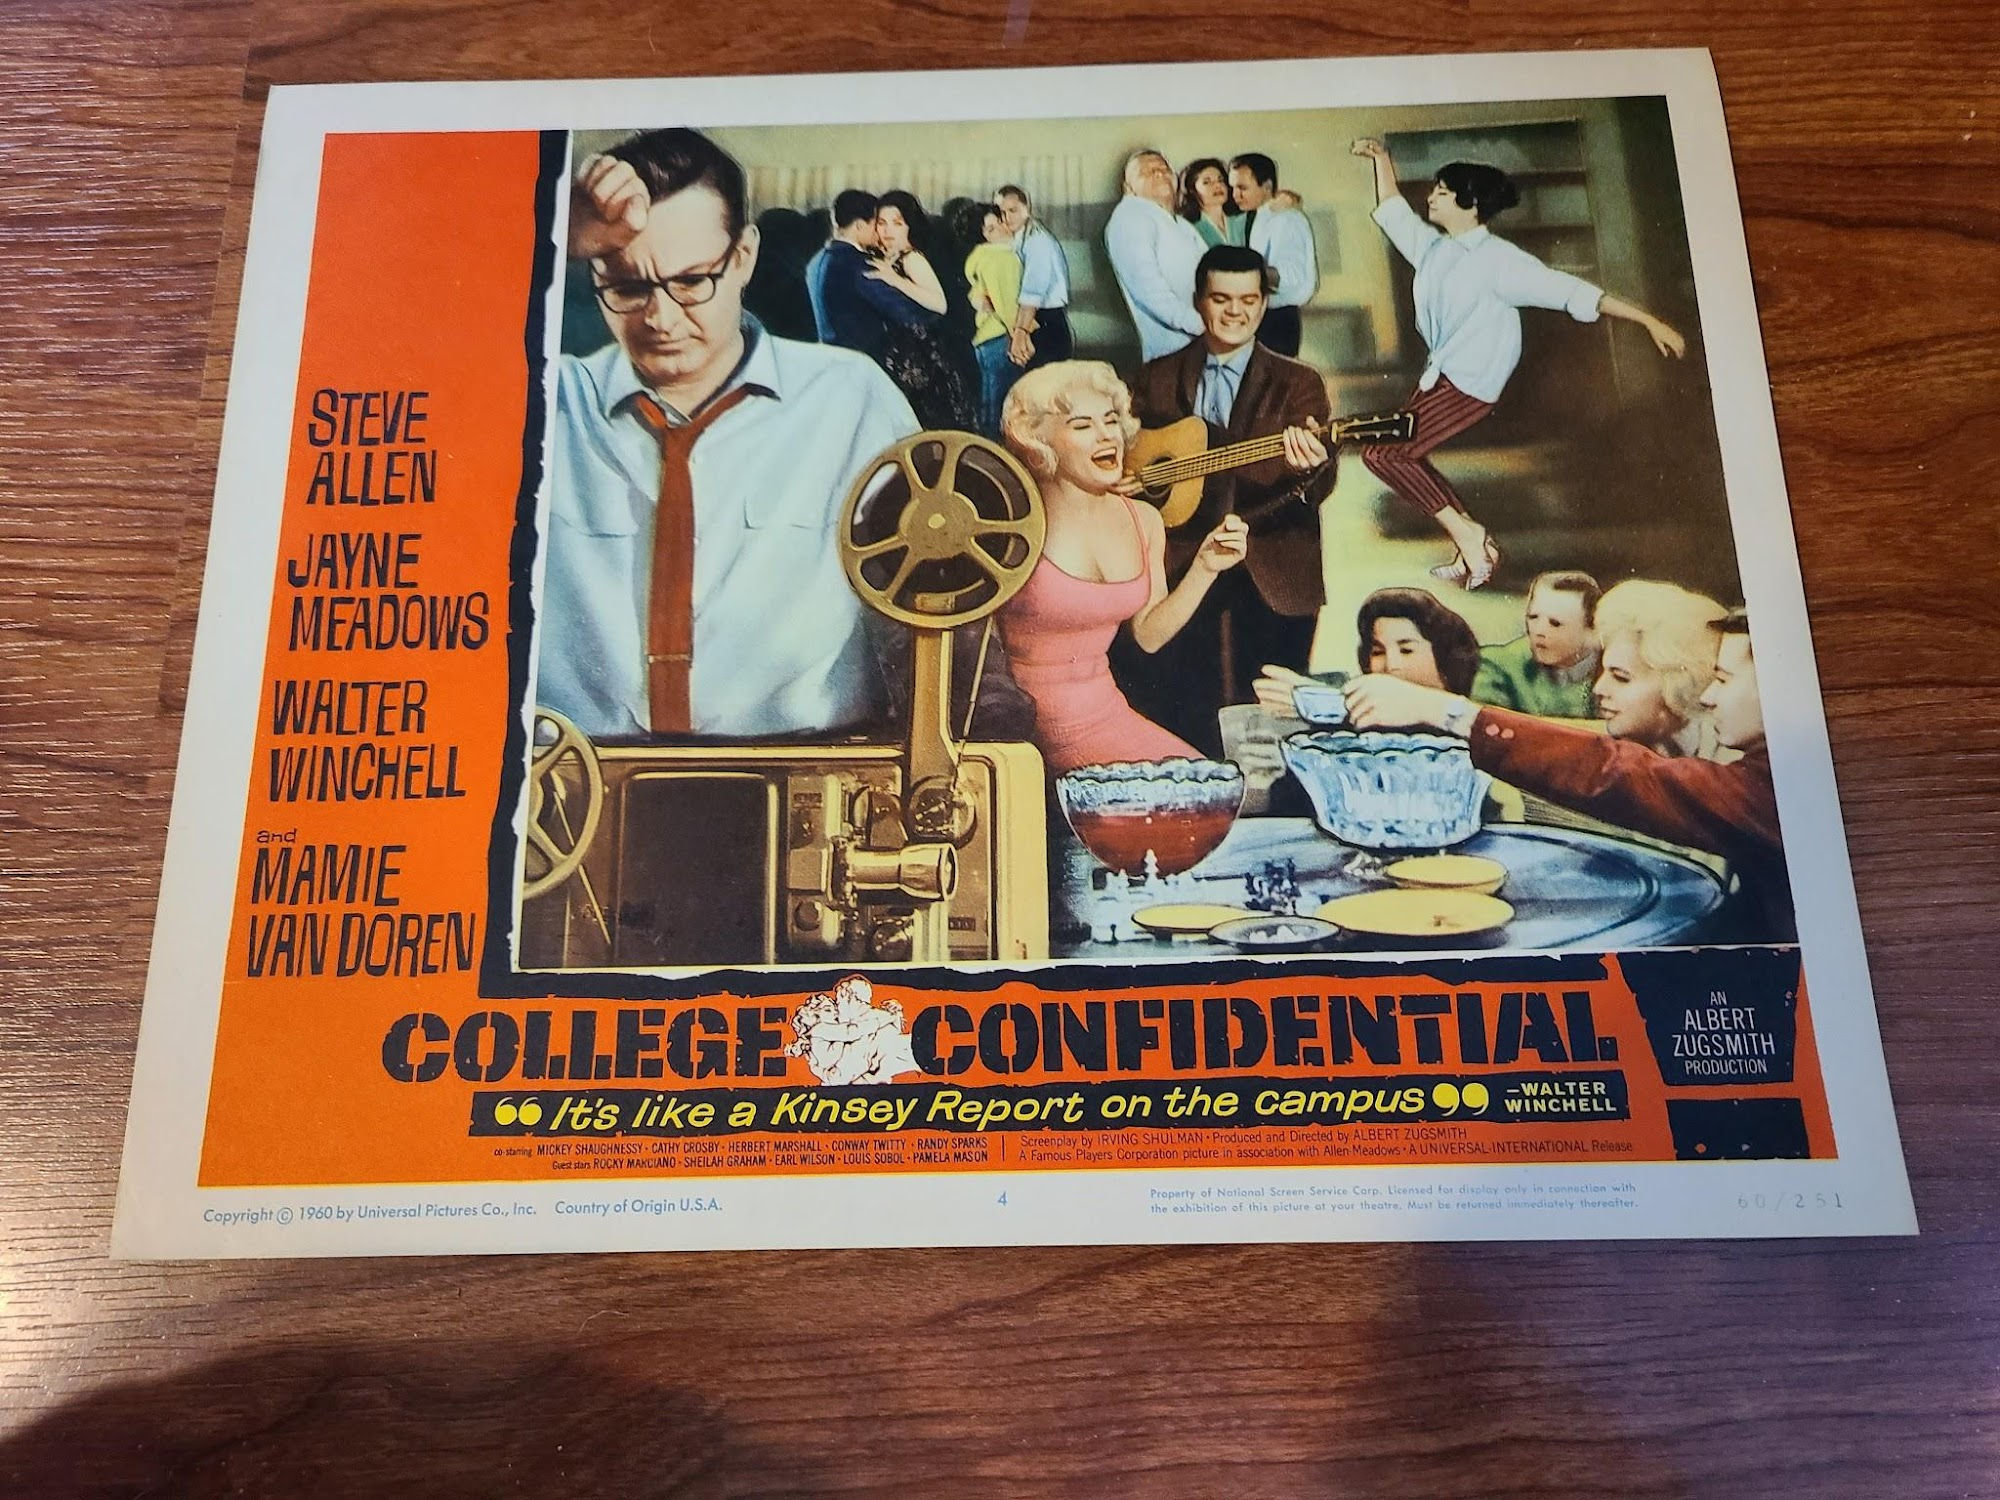 STEVE
ALLEN
JAYNE
MEADOWS
WALTER
WINCHELL
and
MAMIE
VAN DOREN
COLLEGE CONFIDENTIAL
“It's like a Kinsey Report on the campus” –WALTER
WINCHELL
AN
ALBERT
ZUGSMITH
PRODUCTION
co-starring MICKEY SHAUGHNESSY · CATHY CROSBY · HERBERT MARSHALL · CONWAY TWITTY · RANDY SPARKS
Guest stars ROCKY MARCIANO · SHEILAH GRAHAM · EARL WILSON · LOUIS SOBOL · PAMELA MASON
Screenplay by IRVING SHULMAN · Produced and Directed by ALBERT ZUGSMITH
A Famous Players Corporation picture in association with Allen-Meadows · A UNIVERSAL-INTERNATIONAL Release
Copyright © 1960 by Universal Pictures Co., Inc. Country of Origin U.S.A.
4
Property of National Screen Service Corp. Licensed for display only in connection with
the exhibition of this picture at your theatre. Must be returned immediately thereafter.
60/251